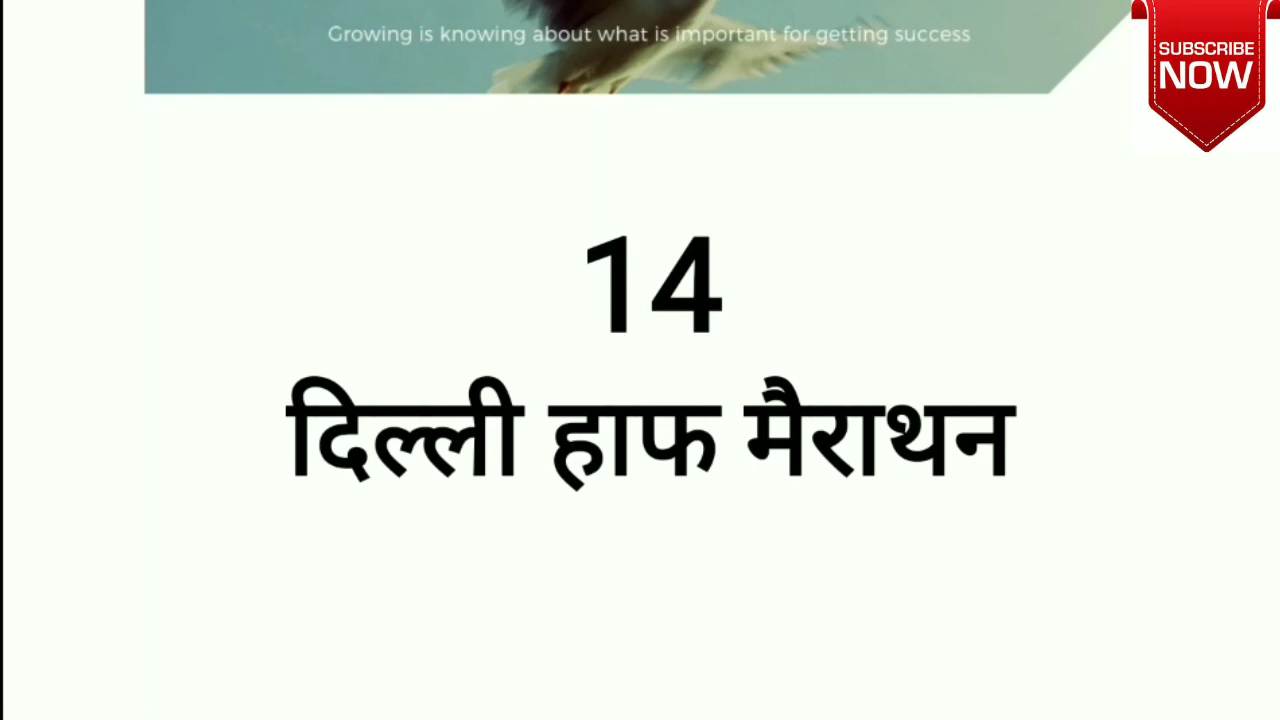 Growing is knowing about what is important for getting success
SUBSCRIBE
NOW
14
दिल्ली हाफ मैराथन